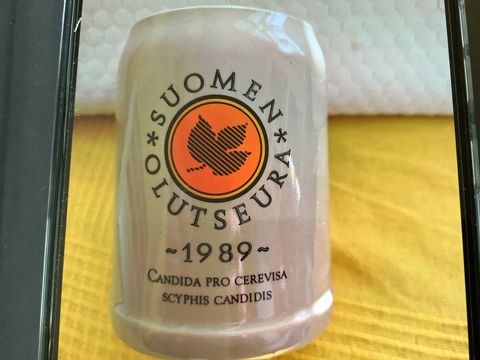 *SUOMEN*
OLUTSEURA
~1989~
CANDIDA PRO CEREVISA
SCYPHIS CANDIDIS